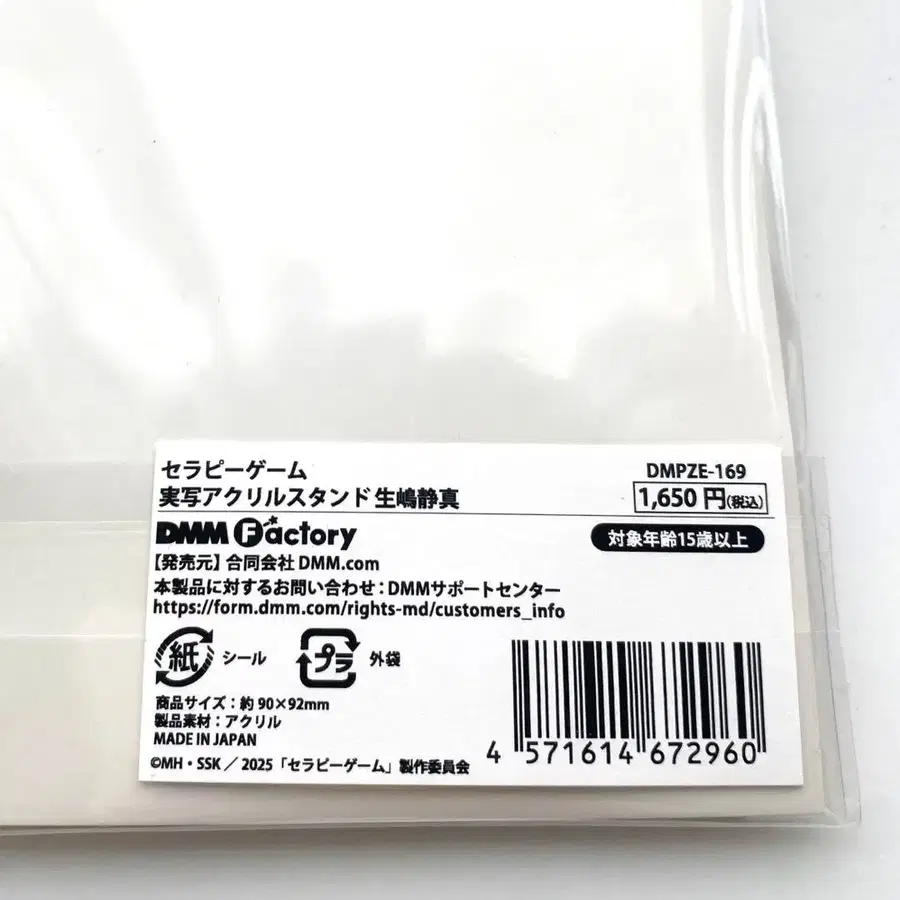 セラピーゲーム
DMPZE-169
実写アクリルスタンド 生嶋静真
1,650 円(税込)
DMM Factory
対象年齢15歳以上
【発売元】合同会社 DMM.com
本製品に対するお問い合わせ：DMMサポートセンター
https://form.dmm.com/rights-md/customers_info
紙 シール
プラ 外袋
商品サイズ：約 90×92mm
製品素材：アクリル
MADE IN JAPAN
©MH・SSK／2025「セラピーゲーム」製作委員会
4 571614 672960